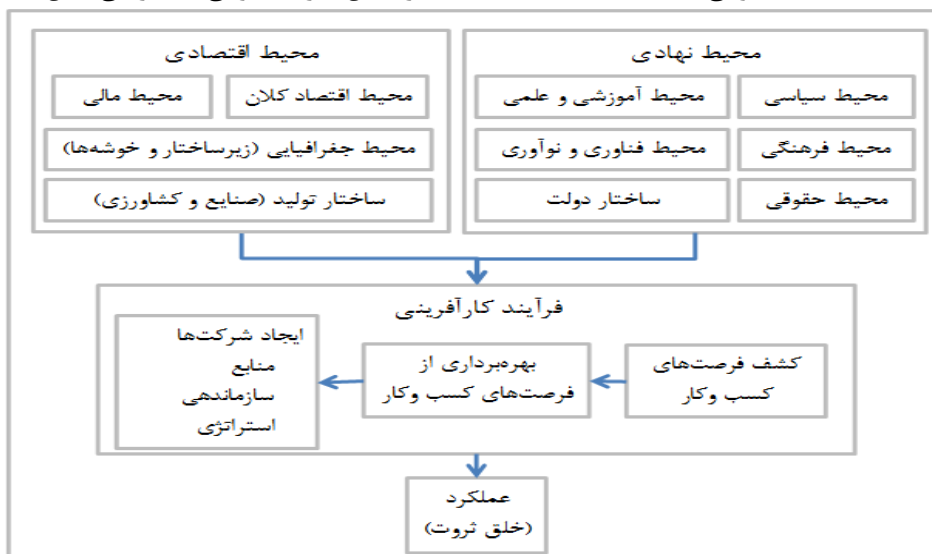 محیط نهادی
محیط سیاسی
محیط آموزشی و علمی
محیط فرهنگی
محیط فناوری و نوآوری
محیط حقوقی
ساختار دولت
محیط اقتصادی
محیط اقتصاد کلان
محیط مالی
محیط جغرافیایی (زیرساختار و خوشه‌ها)
ساختار تولید (صنایع و کشاورزی)
فرآیند کارآفرینی
کشف فرصت‌های
کسب وکار
بهره‌برداری از
فرصت‌های کسب وکار
ایجاد شرکت‌ها
منابع
سازماندهی
استراتژی
عملکرد
(خلق ثروت)